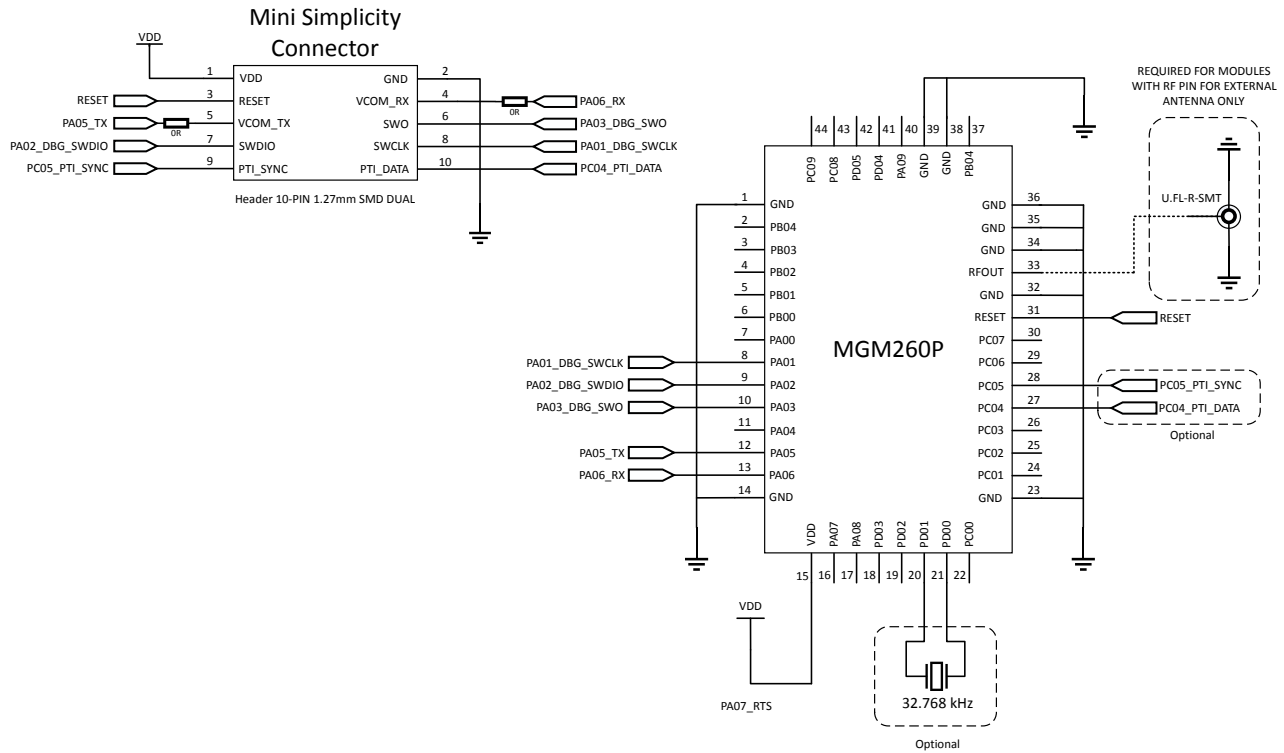 Mini Simplicity
Connector
VDD
1 VDD GND 2
RESET 3 RESET VCOM_RX 4 0R PA06_RX
PA05_TX 0R 5 VCOM_TX SWO 6 PA03_DBG_SWO
PA02_DBG_SWDIO 7 SWDIO SWCLK 8 PA01_DBG_SWCLK
PC05_PTI_SYNC 9 PTI_SYNC PTI_DATA 10 PC04_PTI_DATA
Header 10-PIN 1.27mm SMD DUAL
REQUIRED FOR MODULES
WITH RF PIN FOR EXTERNAL
ANTENNA ONLY
U.FL-R-SMT
44 43 42 41 40 39 38 37
PC09 PC08 PD05 PD04 PA09 GND GND PB04
1 GND GND 36
2 PB04 GND 35
3 PB03 GND 34
4 PB02 RFOUT 33
5 PB01 GND 32
6 PB00 RESET 31 RESET
7 PA00 PC07 30
MGM260P
PA01_DBG_SWCLK 8 PA01 PC06 29
PA02_DBG_SWDIO 9 PA02 PC05 28 PC05_PTI_SYNC
PA03_DBG_SWO 10 PA03 PC04 27 PC04_PTI_DATA
Optional
11 PA04 PC03 26
PA05_TX 12 PA05 PC02 25
PA06_RX 13 PA06 PC01 24
14 GND GND 23
VDD PA07 PA08 PD03 PD02 PD01 PD00 PC00
15 16 17 18 19 20 21 22
VDD
PA07_RTS
32.768 kHz
Optional